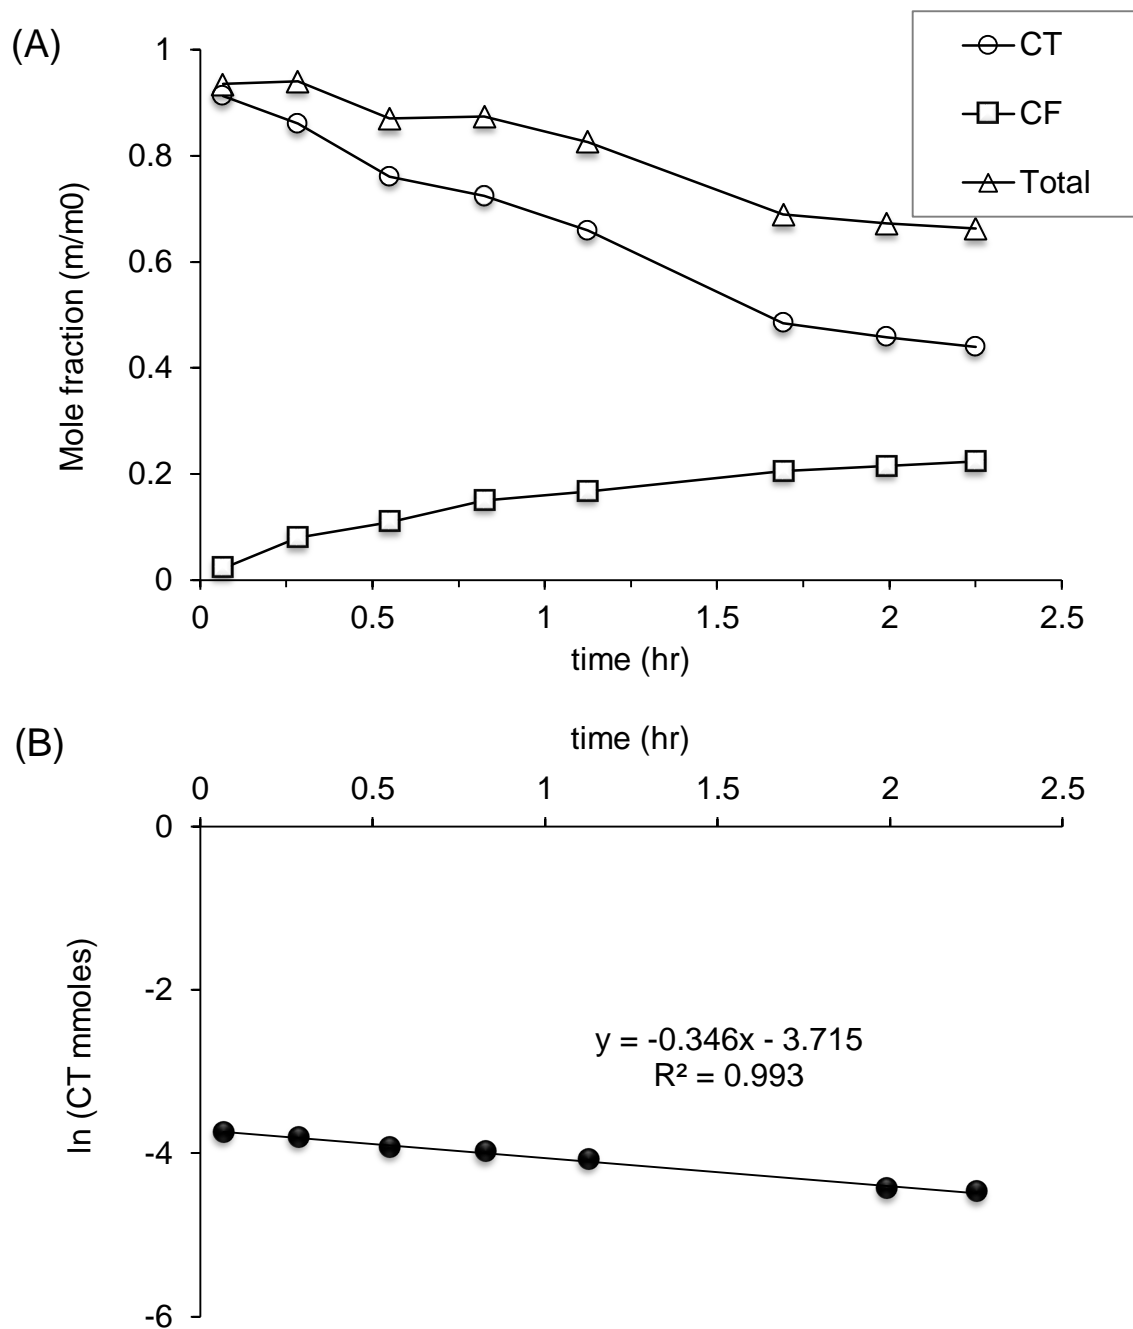 (A)
CT
CF
Total
Mole fraction (m/m0)
1
0.8
0.6
0.4
0.2
0
0 0.5 1 1.5 2 2.5
time (hr)
(B)
time (hr)
0 0.5 1 1.5 2 2.5
0
-2
-4
-6
ln (CT mmoles)
y = -0.346x - 3.715
R² = 0.993